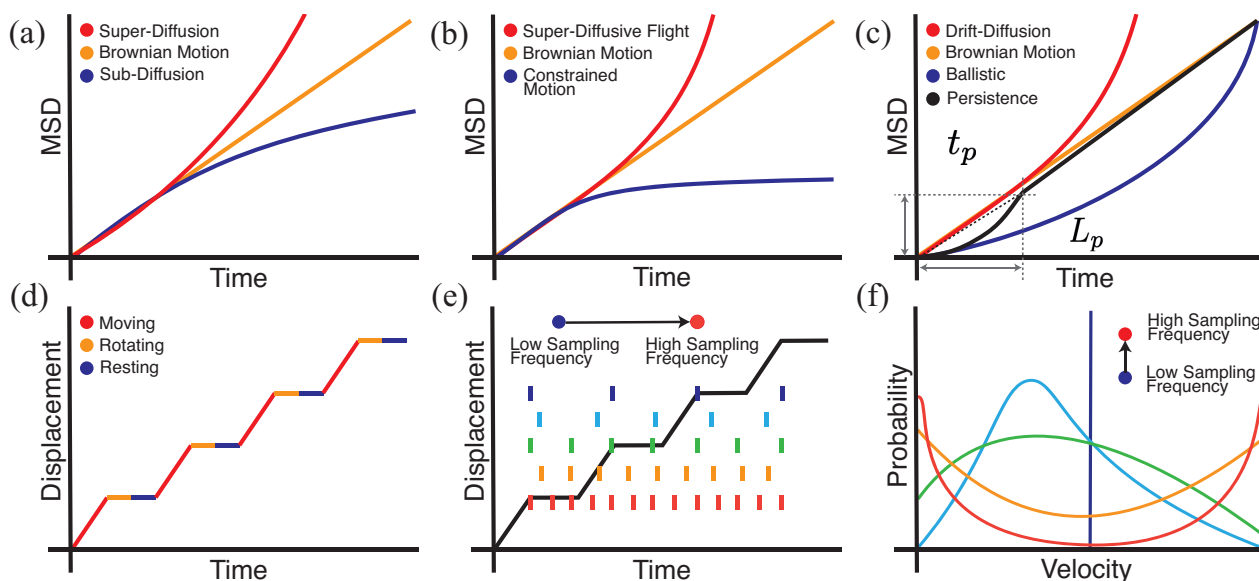 (a)
Super-Diffusion
Brownian Motion
Sub-Diffusion
MSD
Time
(b)
Super-Diffusive Flight
Brownian Motion
Constrained
Motion
MSD
Time
(c)
Drift-Diffusion
Brownian Motion
Ballistic
Persistence
MSD
t_p
L_p
Time
(d)
Moving
Rotating
Resting
Displacement
Time
(e)
Low Sampling
Frequency
High Sampling
Frequency
Displacement
Time
(f)
High Sampling
Frequency
Low Sampling
Frequency
Probability
Velocity